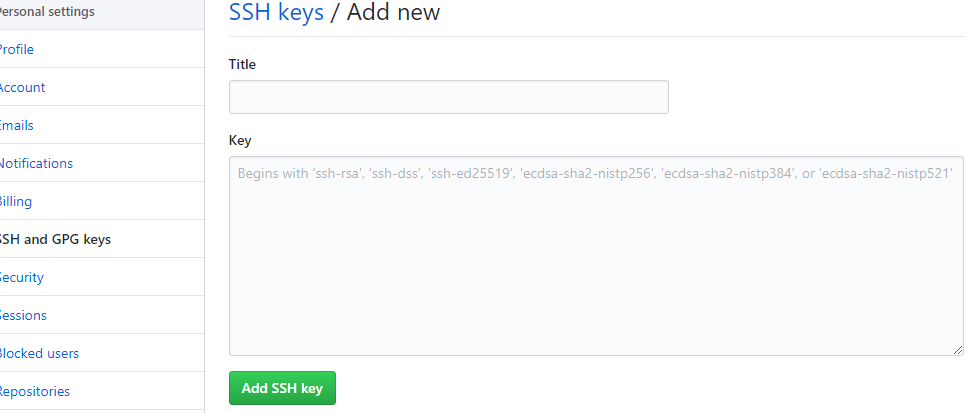 Personal settings
Profile
Account
Emails
Notifications
Billing
SSH and GPG keys
Security
Sessions
Blocked users
Repositories
SSH keys / Add new
Title
Key
Begins with 'ssh-rsa', 'ssh-dss', 'ssh-ed25519', 'ecdsa-sha2-nistp256', 'ecdsa-sha2-nistp384', or 'ecdsa-sha2-nistp521'
Add SSH key